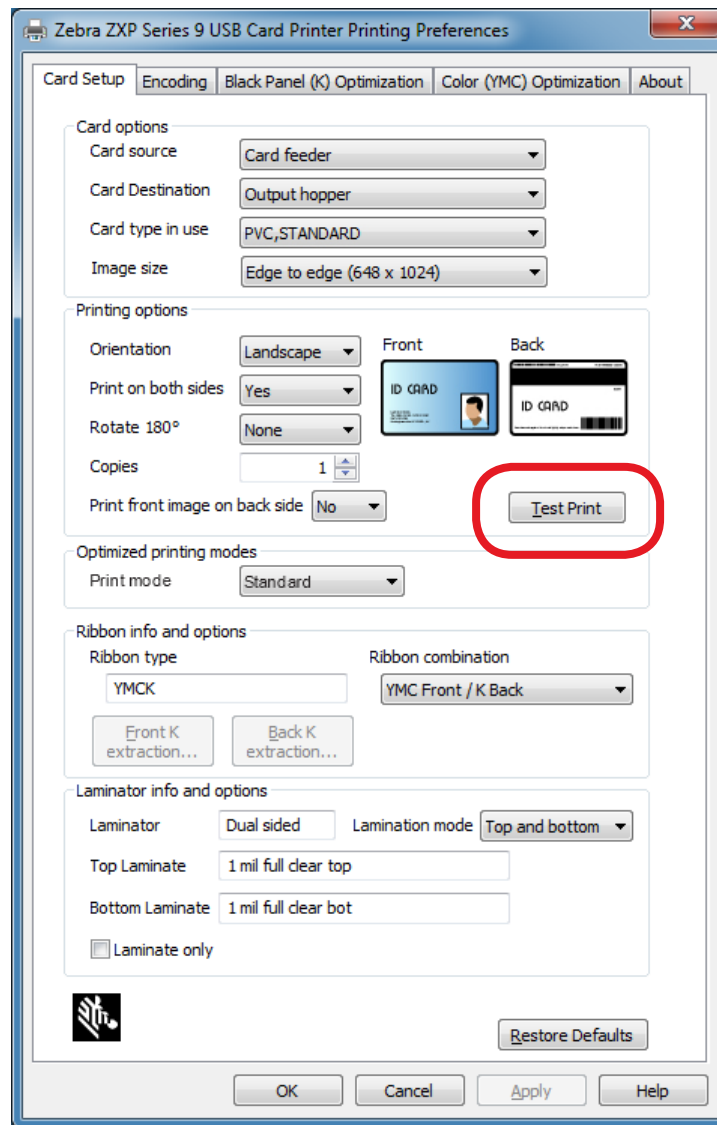 Zebra ZXP Series 9 USB Card Printer Printing Preferences
Card Setup Encoding Black Panel (K) Optimization Color (YMC) Optimization About
Card options
Card source Card feeder
Card Destination Output hopper
Card type in use PVC,STANDARD
Image size Edge to edge (648 x 1024)
Printing options
Orientation Landscape Front Back
Print on both sides Yes
ID CARD
ID CARD
Rotate 180° None
Copies 1
Print front image on back side No Test Print
Optimized printing modes
Print mode Standard
Ribbon info and options
Ribbon type Ribbon combination
YMCK YMC Front / K Back
Front K extraction... Back K extraction...
Laminator info and options
Laminator Dual sided Lamination mode Top and bottom
Top Laminate 1 mil full clear top
Bottom Laminate 1 mil full clear bot
Laminate only
Restore Defaults
OK Cancel Apply Help